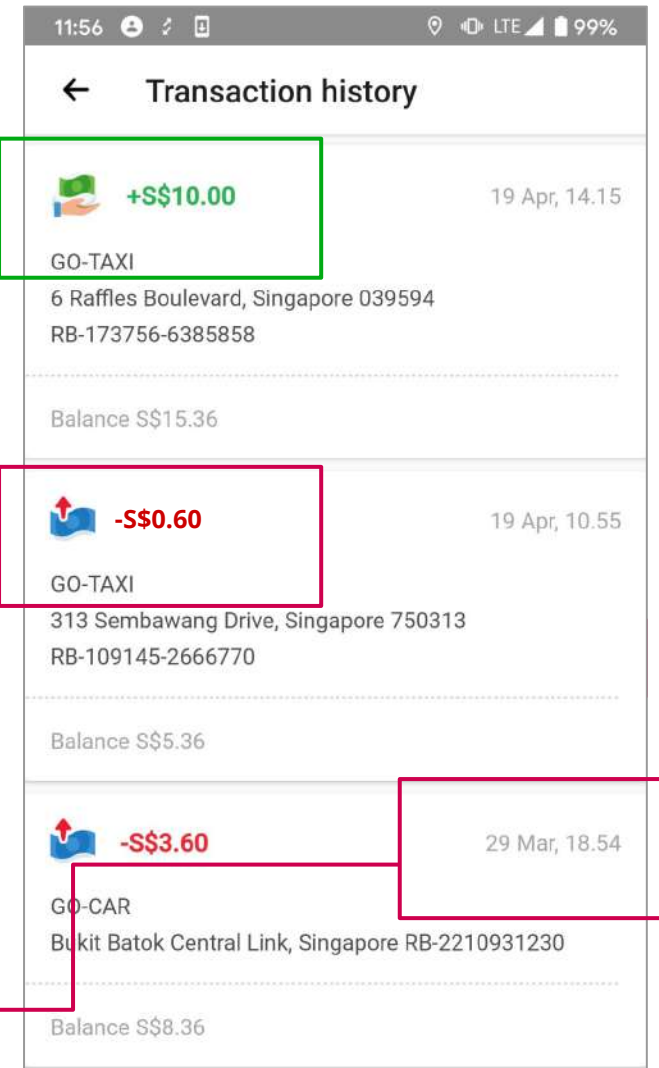 11:56 LTE 99%
Transaction history
+S$10.00 19 Apr, 14.15
GO-TAXI
6 Raffles Boulevard, Singapore 039594
RB-173756-6385858
Balance S$15.36
-S$0.60 19 Apr, 10.55
GO-TAXI
313 Sembawang Drive, Singapore 750313
RB-109145-2666770
Balance S$5.36
-S$3.60 29 Mar, 18.54
GO-CAR
Bukit Batok Central Link, Singapore RB-2210931230
Balance S$8.36